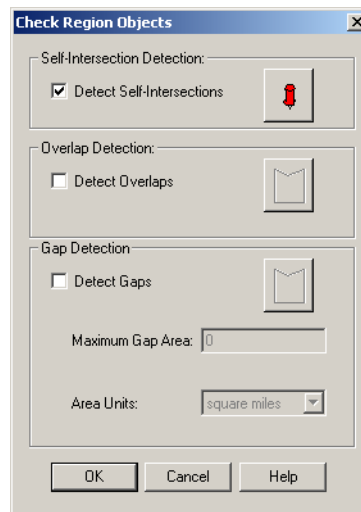 Check Region Objects
Self-Intersection Detection:
Detect Self-Intersections
Overlap Detection:
Detect Overlaps
Gap Detection
Detect Gaps
Maximum Gap Area: 0
Area Units: square miles
OK Cancel Help